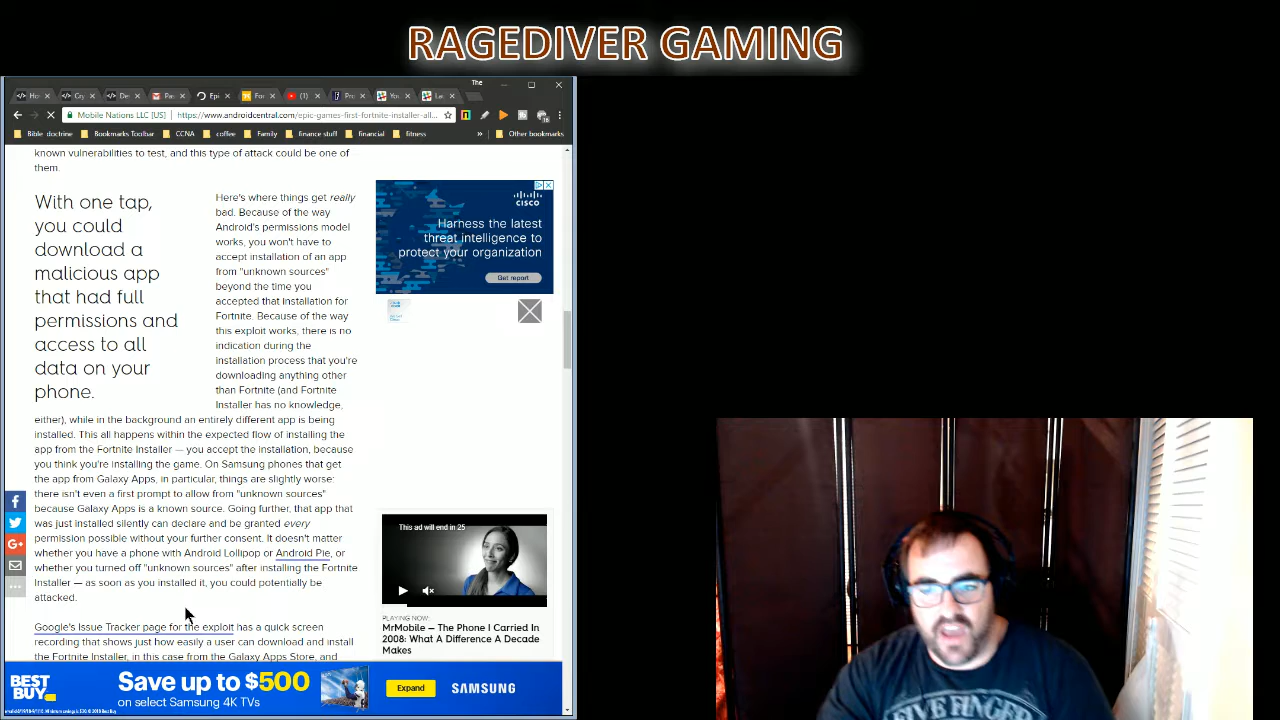 RAGEDIVER GAMING
The
Ho
Cry
De
Pa
Epi
Fo
(1)
Pro
You
Le
Mobile Nations LLC [US] | https://www.androidcentral.com/epic-games-first-fortnite-installer-all...
Bible doctrine
Bookmarks Toolbar
CCNA
coffee
Family
finance stuff
financial
fitness
»
Other bookmarks
known vulnerabilities to test, and this type of attack could be one of
them.
With one tap,
you could
download a
malicious app
that had full
permissions and
access to all
data on your
phone.
Here's where things get really
bad. Because of the way
Android's permissions model
works, you won't have to
accept installation of an app
from "unknown sources"
beyond the time you
accepted that installation for
Fortnite. Because of the way
this exploit works, there is no
indication during the
installation process that you're
downloading anything other
than Fortnite (and Fortnite
Installer has no knowledge,
either), while in the background an entirely different app is being
installed. This all happens within the expected flow of installing the
app from the Fortnite Installer — you accept the installation, because
you think you're installing the game. On Samsung phones that get
the app from Galaxy Apps, in particular, things are slightly worse:
there isn't even a first prompt to allow from "unknown sources"
because Galaxy Apps is a known source. Going further, that app that
was just installed silently can declare and be granted every
permission possible without your further consent. It doesn't matter
whether you have a phone with Android Lollipop or Android Pie, or
whether you turned off "unknown sources" after installing the Fortnite
Installer — as soon as you installed it, you could potentially be
attacked.
Google's Issue Tracker page for the exploit has a quick screen
recording that shows just how easily a user can download and install
the Fortnite Installer, in this case from the Galaxy Apps Store, and
CISCO
Harness the latest
threat intelligence to
protect your organization
Get report
This ad will end in 25
PLAYING NOW:
MrMobile — The Phone I Carried In
2008: What A Difference A Decade
Makes
BEST
BUY
Save up to $500
on select Samsung 4K TVs
Expand
SAMSUNG
FIVE FINGER